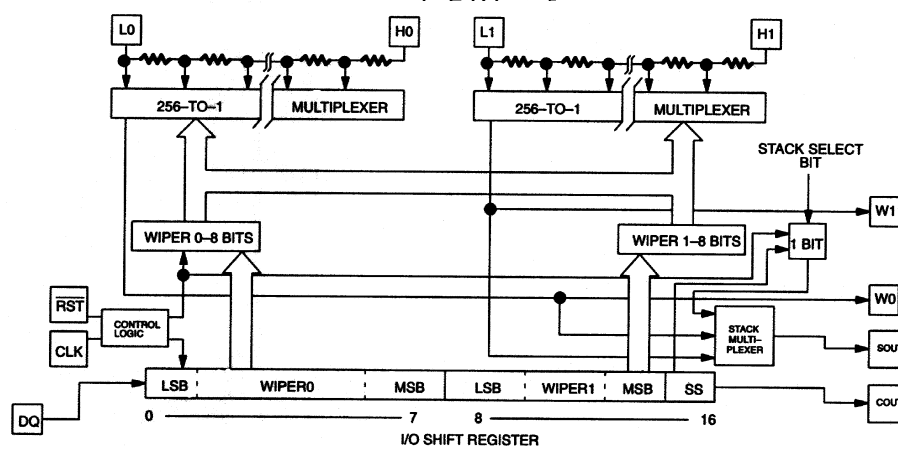 L0
H0
L1
H1
256–TO–1
MULTIPLEXER
256–TO–1
MULTIPLEXER
STACK SELECT
BIT
W1
WIPER 0–8 BITS
WIPER 1–8 BITS
1 BIT
RST
CONTROL
LOGIC
CLK
W0
STACK
MULTI-
PLEXER
SOUT
COUT
DQ
LSB
WIPER0
MSB
LSB
WIPER1
MSB
SS
0
7
8
16
I/O SHIFT REGISTER